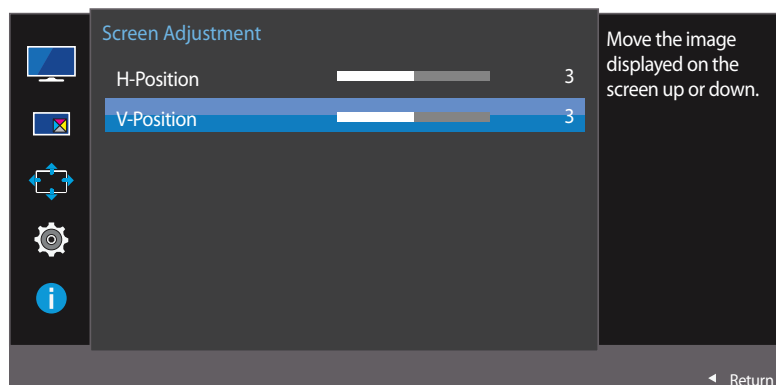 Screen Adjustment
H-Position 3
V-Position 3
Move the image
displayed on the
screen up or down.
Return